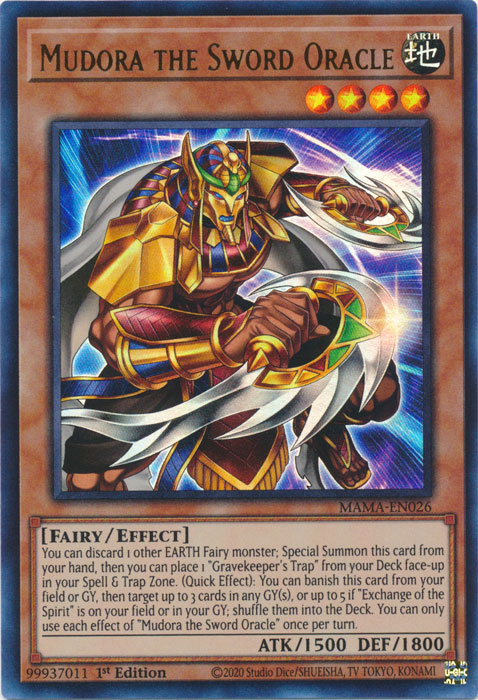 MUDORA THE SWORD ORACLE
EARTH
地
MAMA-EN026
[FAIRY/EFFECT]
You can discard 1 other EARTH Fairy monster; Special Summon this card from
your hand, then you can place 1 "Gravekeeper's Trap" from your Deck face-up
in your Spell & Trap Zone. (Quick Effect): You can banish this card from your
field or GY, then target up to 3 cards in any GY(s), or up to 5 if "Exchange of the
Spirit" is on your field or in your GY; shuffle them into the Deck. You can only
use each effect of "Mudora the Sword Oracle" once per turn.
ATK/1500 DEF/1800
99937011 1st Edition ©2020 Studio Dice/SHUEISHA, TV TOKYO, KONAMI